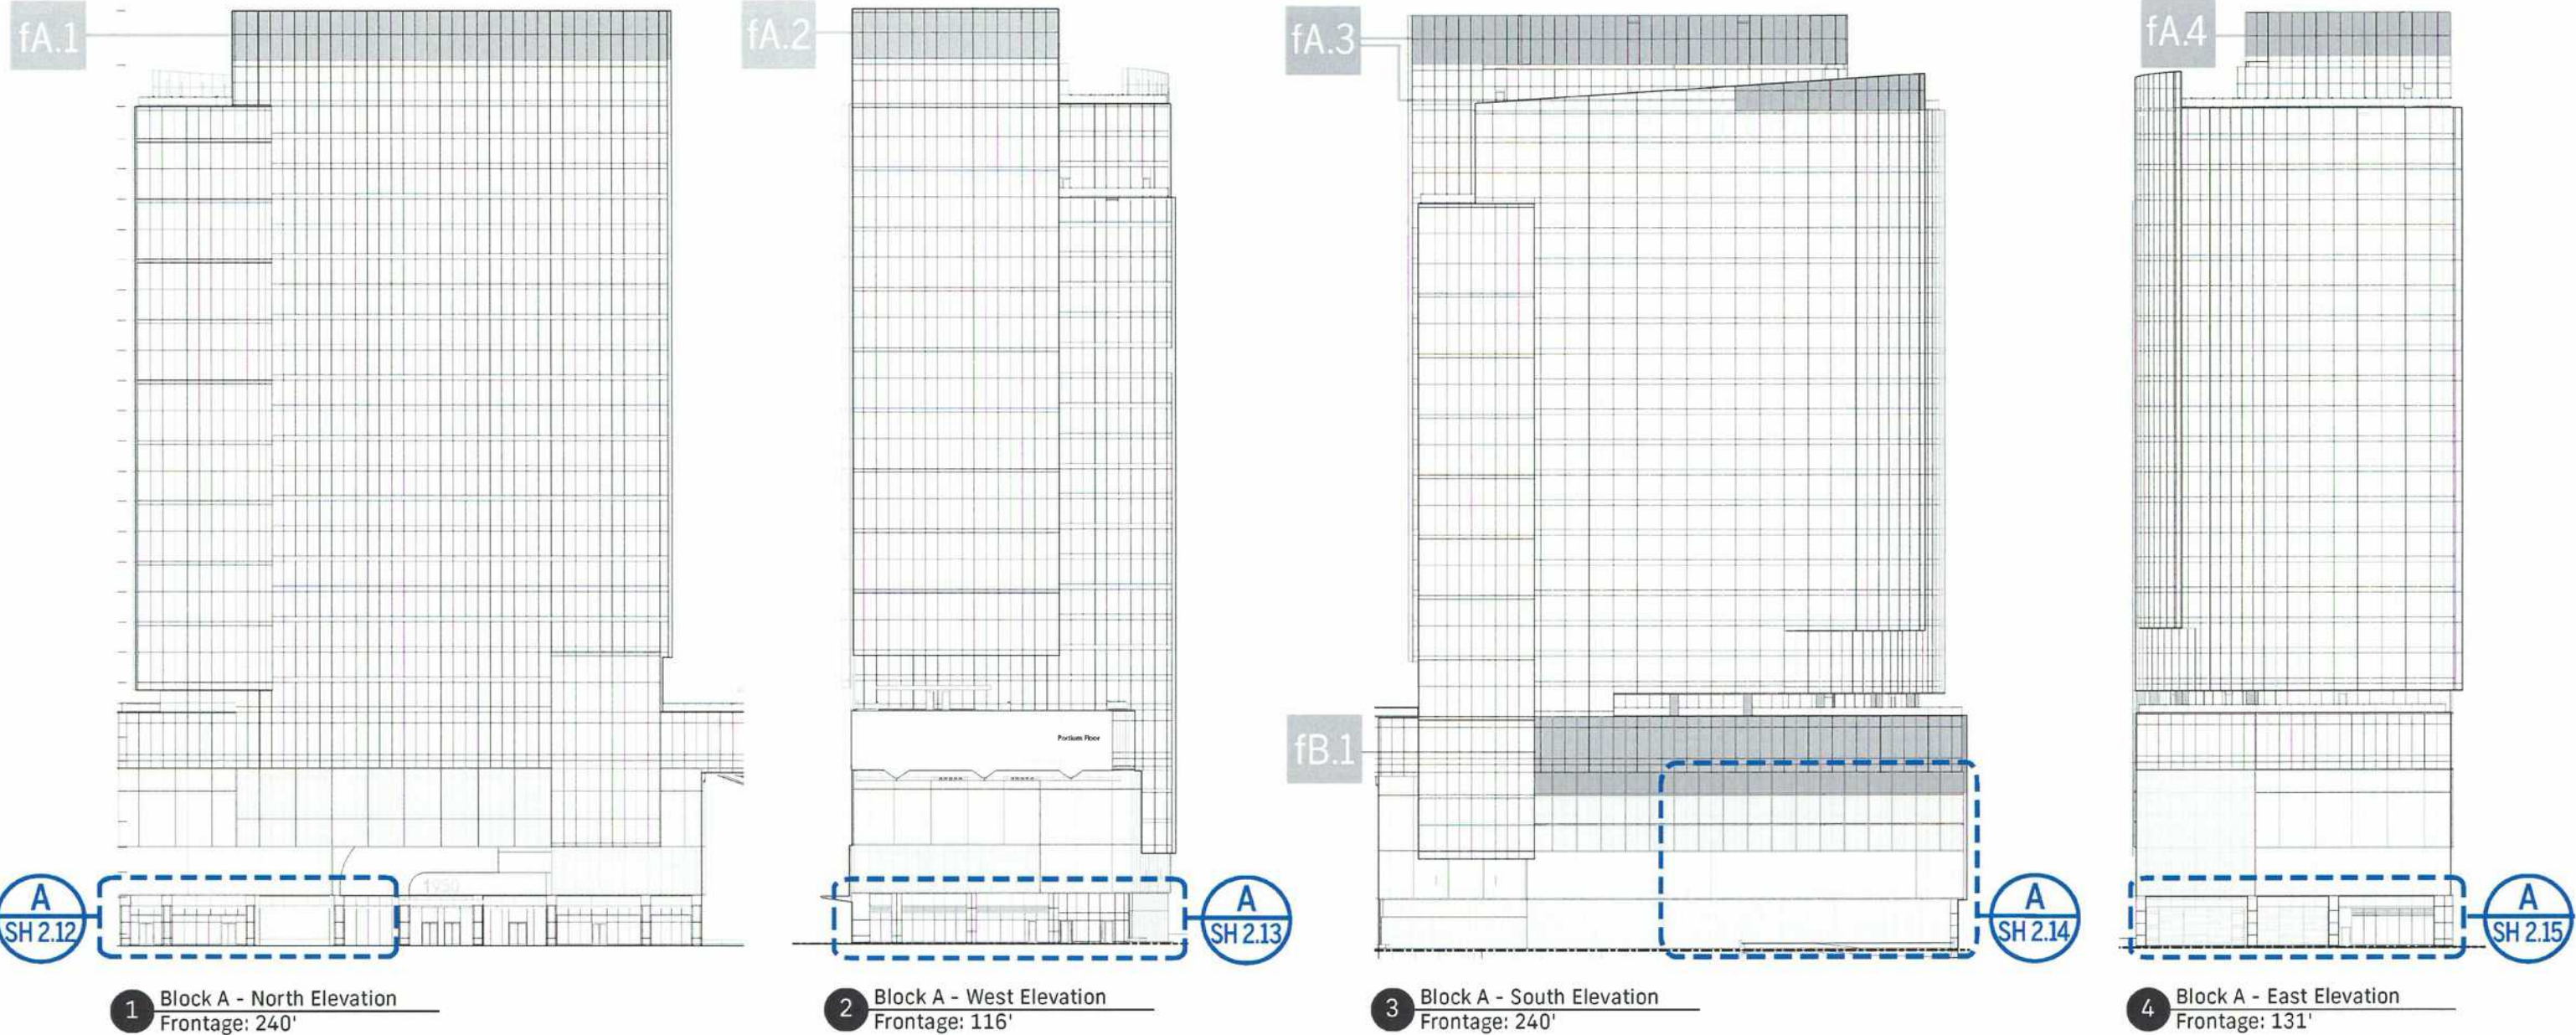 fA.1
fA.2
fA.3
fA.4
fB.1
Portium Floor
1950
A
SH 2.12
A
SH 2.13
A
SH 2.14
A
SH 2.15
1 Block A - North Elevation
Frontage: 240'
2 Block A - West Elevation
Frontage: 116'
3 Block A - South Elevation
Frontage: 240'
4 Block A - East Elevation
Frontage: 131'